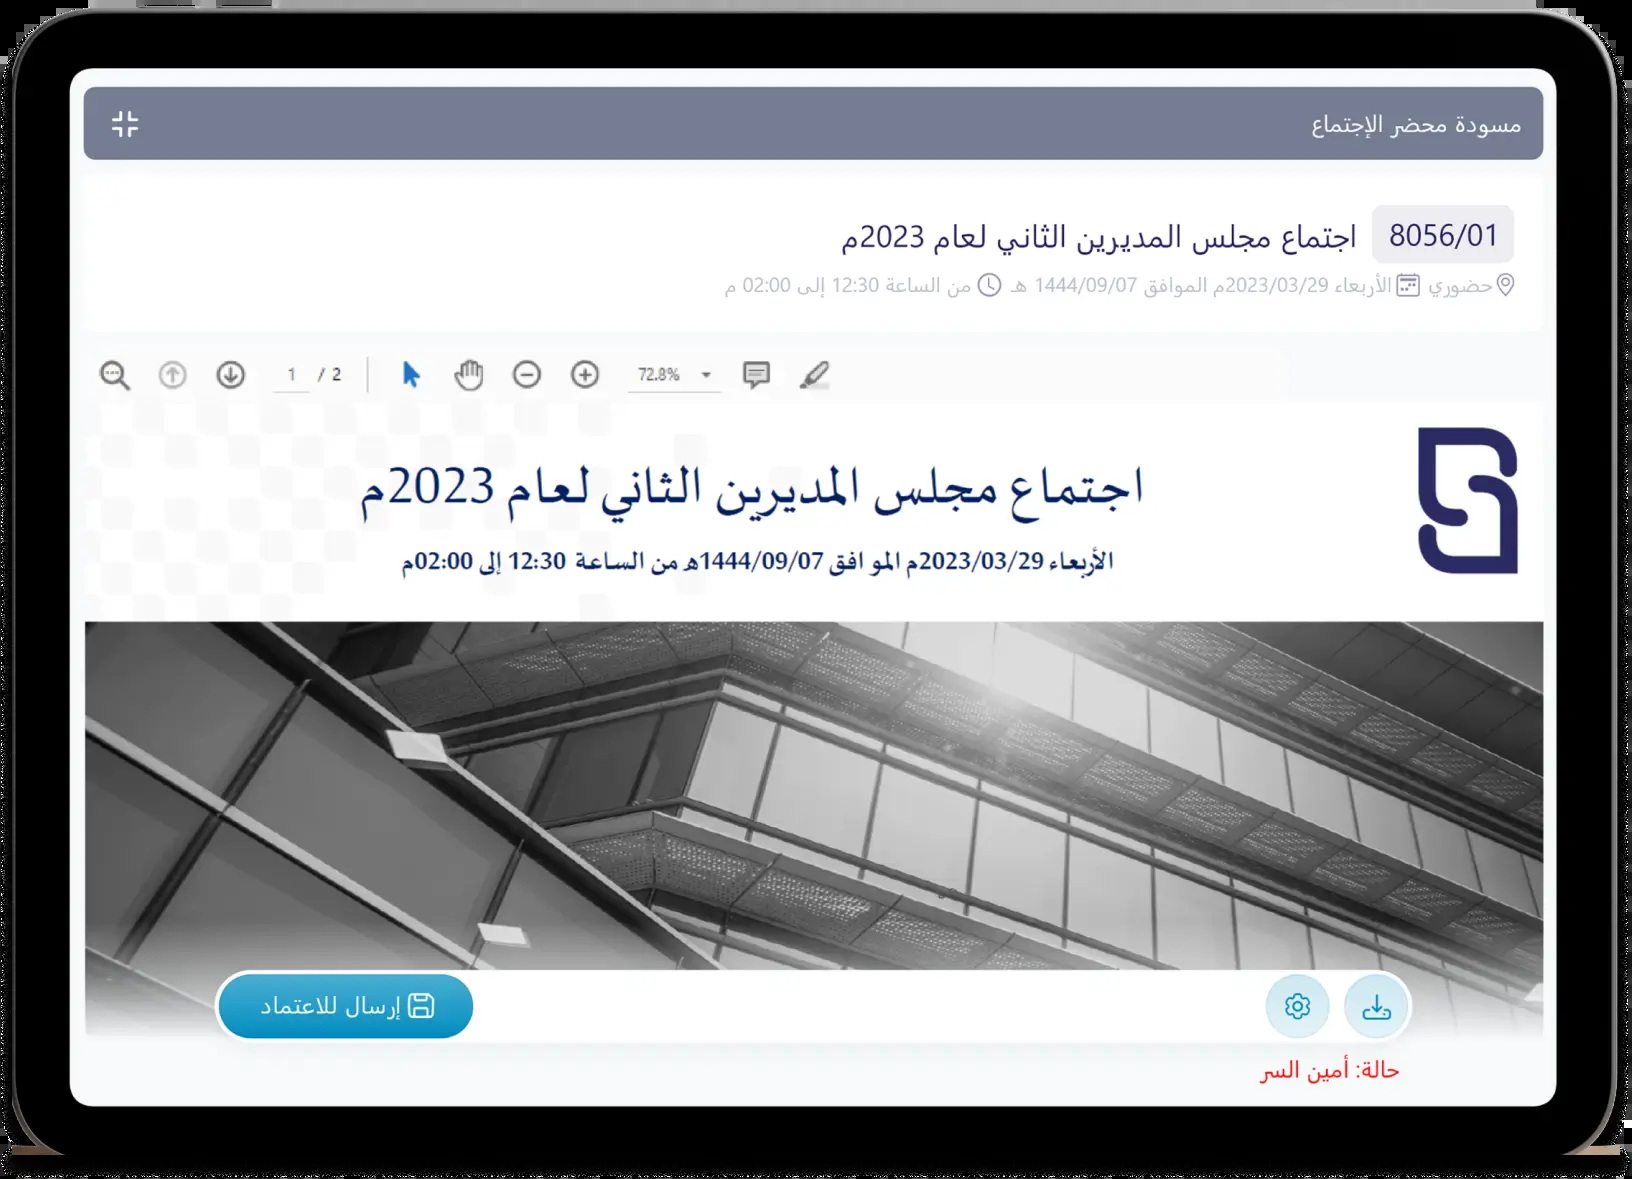 مسودة محضر الإجتماع
8056/01 اجتماع مجلس المديرين الثاني لعام 2023م
حضوري الأربعاء 2023/03/29م الموافق 1444/09/07 هـ من الساعة 12:30 إلى 02:00 م
1 / 2 72.8%
اجتماع مجلس المديرين الثاني لعام 2023م
الأربعاء 2023/03/29م الموافق 1444/09/07هـ من الساعة 12:30 إلى 02:00م
إرسال للاعتماد
حالة: أمين السر